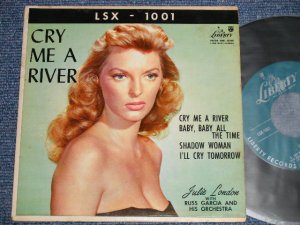 LSX - 1001
CRY
ME A
RIVER
LIBERTY
CRY ME A RIVER
BABY, BABY ALL
THE TIME
SHADOW WOMAN
I'LL CRY TOMORROW
Julie London
WITH
RUSS GARCIA AND
HIS ORCHESTRA
LIBERTY
LIBERTY RECORDS